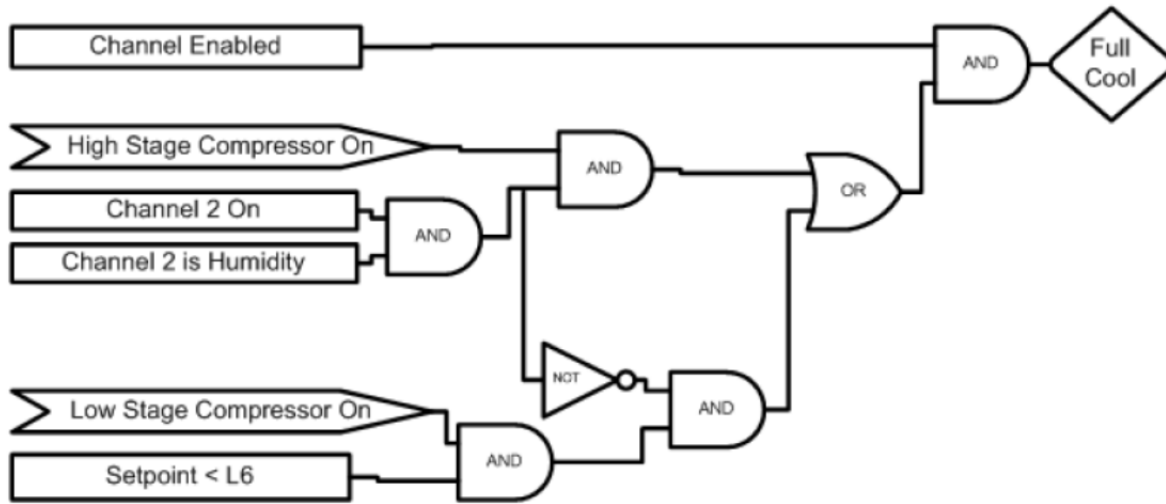 Channel Enabled
AND
Full
Cool
High Stage Compressor On
AND
OR
Channel 2 On
AND
Channel 2 is Humidity
NOT
Low Stage Compressor On
AND
AND
Setpoint < L6